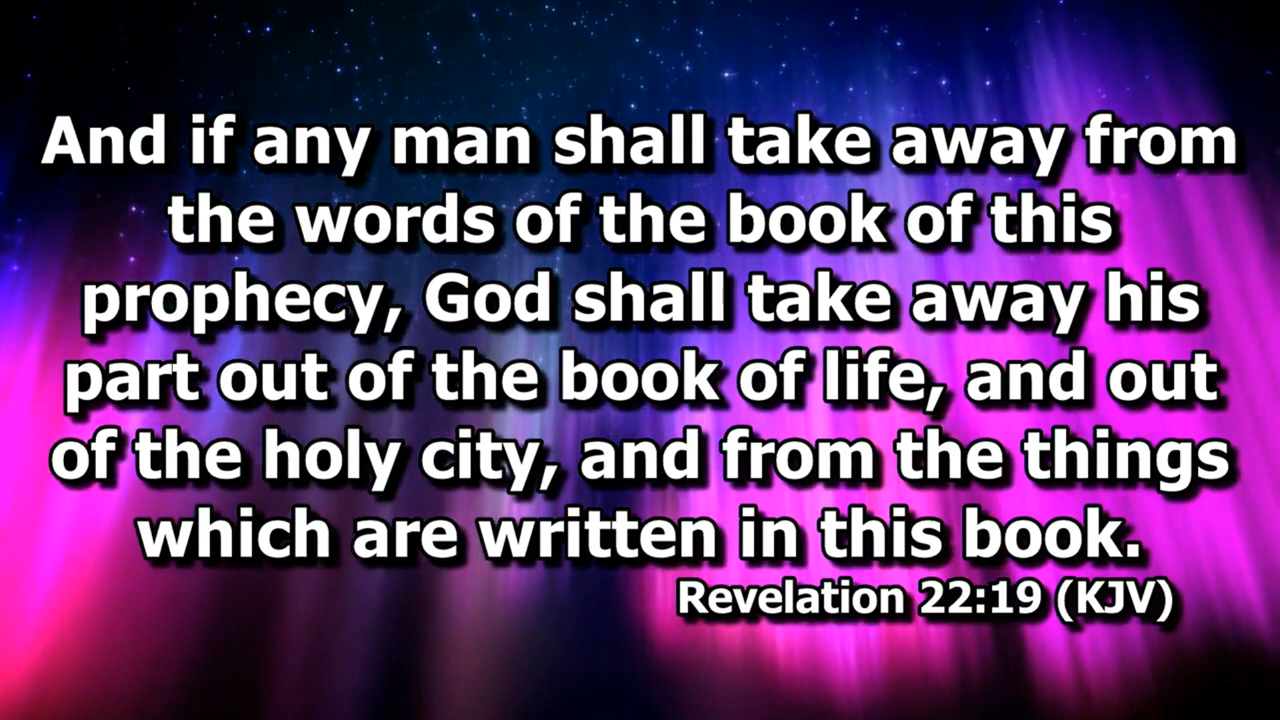 And if any man shall take away from
the words of the book of this
prophecy, God shall take away his
part out of the book of life, and out
of the holy city, and from the things
which are written in this book.
Revelation 22:19 (KJV)